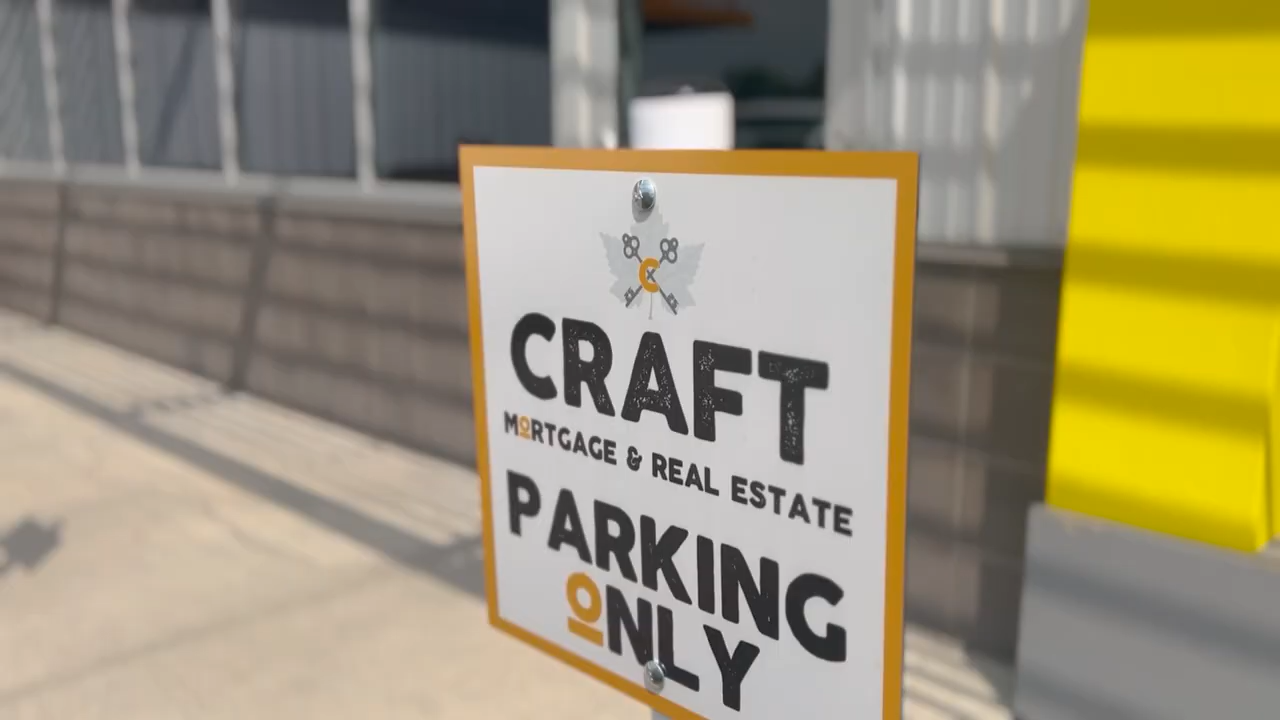 C
CRAFT
MORTGAGE & REAL ESTATE
PARKING
ONLY